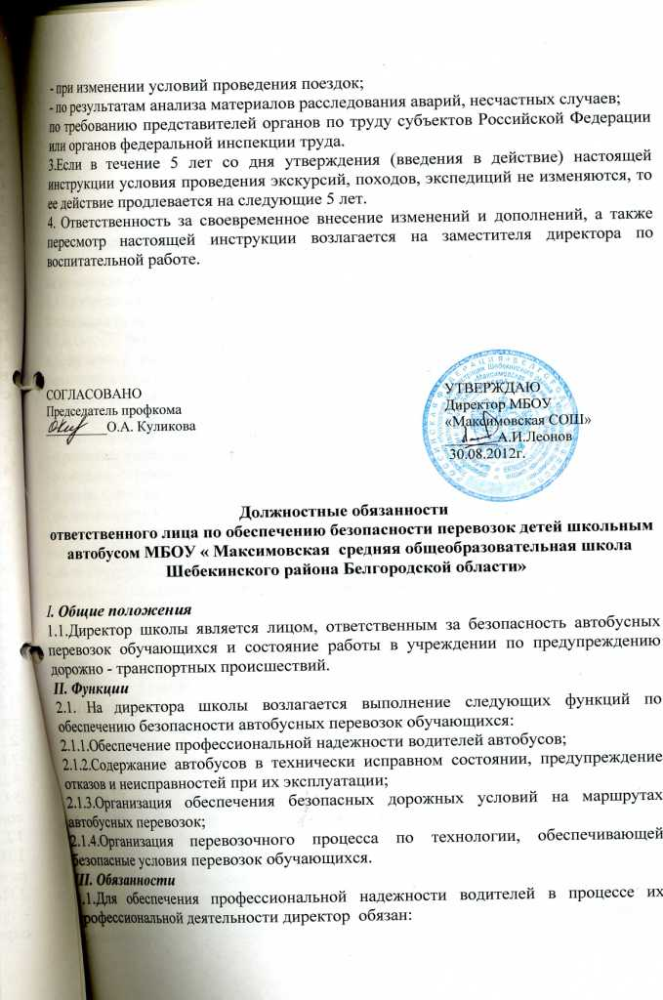 - при изменении условий проведения поездок;
- по результатам анализа материалов расследования аварий, несчастных случаев;
по требованию представителей органов по труду субъектов Российской Федерации
или органов федеральной инспекции труда.
3.Если в течение 5 лет со дня утверждения (введения в действие) настоящей
инструкции условия проведения экскурсий, походов, экспедиций не изменяются, то
ее действие продлевается на следующие 5 лет.
4. Ответственность за своевременное внесение изменений и дополнений, а также
пересмотр настоящей инструкции возлагается на заместителя директора по
воспитательной работе.
СОГЛАСОВАНО
Председатель профкома
О.А. Куликова
УТВЕРЖДАЮ
Директор МБОУ
«Максимовская СОШ»
А.И.Леонов
30.08.2012г.
Должностные обязанности
ответственного лица по обеспечению безопасности перевозок детей школьным
автобусом МБОУ « Максимовская средняя общеобразовательная школа
Шебекинского района Белгородской области»
I. Общие положения
1.1.Директор школы является лицом, ответственным за безопасность автобусных
перевозок обучающихся и состояние работы в учреждении по предупреждению
дорожно - транспортных происшествий.
II. Функции
2.1. На директора школы возлагается выполнение следующих функций по
обеспечению безопасности автобусных перевозок обучающихся:
2.1.1.Обеспечение профессиональной надежности водителей автобусов;
2.1.2.Содержание автобусов в технически исправном состоянии, предупреждение
отказов и неисправностей при их эксплуатации;
2.1.3.Организация обеспечения безопасных дорожных условий на маршрутах
автобусных перевозок;
2.1.4.Организация перевозочного процесса по технологии, обеспечивающей
безопасные условия перевозок обучающихся.
III. Обязанности
.1.Для обеспечения профессиональной надежности водителей в процессе их
профессиональной деятельности директор обязан: